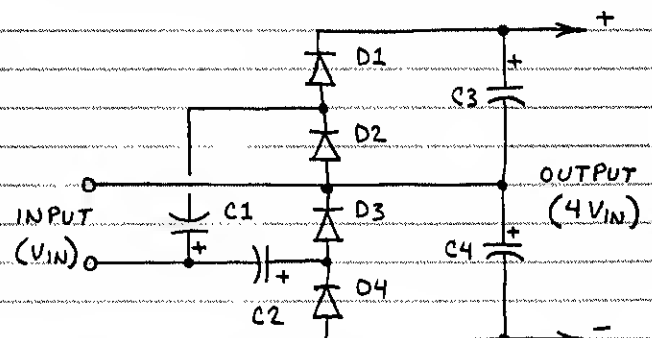 +
D1
+
C3
D2
INPUT
(VIN)
C1
+
D3
OUTPUT
(4 VIN)
+
C4
+
C2
D4
-